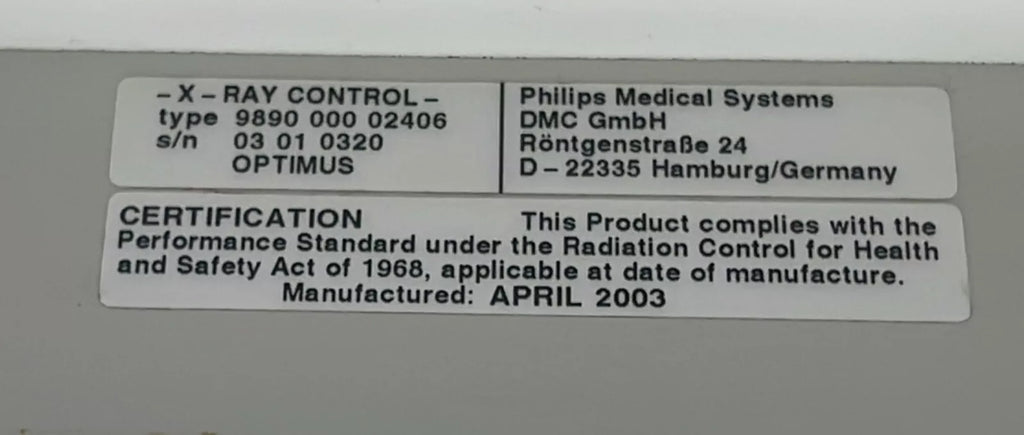 -X-RAY CONTROL-
type 9890 000 02406
s/n 03 01 0320
OPTIMUS
Philips Medical Systems
DMC GmbH
Röntgenstraße 24
D-22335 Hamburg/Germany
CERTIFICATION This Product complies with the
Performance Standard under the Radiation Control for Health
and Safety Act of 1968, applicable at date of manufacture.
Manufactured: APRIL 2003